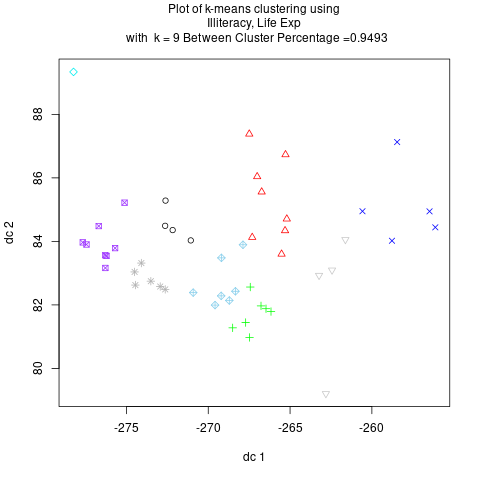 Plot of k-means clustering using
Illiteracy, Life Exp
with k = 9 Between Cluster Percentage =0.9493
88
86
84
82
80
dc 2
-275 -270 -265 -260
dc 1